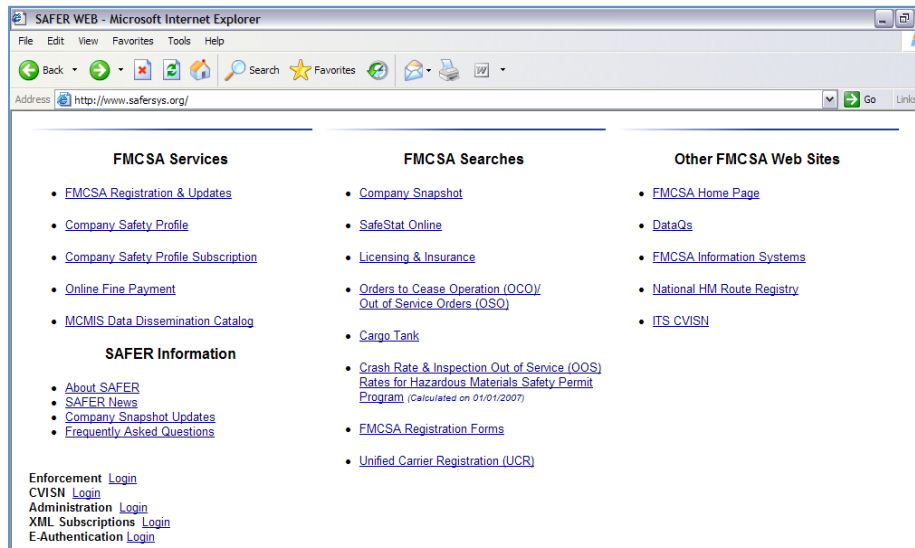 SAFER WEB - Microsoft Internet Explorer
File Edit View Favorites Tools Help
Back Search Favorites
Address http://www.safersys.org/ Go Links
FMCSA Services
FMCSA Registration & Updates
Company Safety Profile
Company Safety Profile Subscription
Online Fine Payment
MCMIS Data Dissemination Catalog
SAFER Information
About SAFER
SAFER News
Company Snapshot Updates
Frequently Asked Questions
Enforcement Login
CVISN Login
Administration Login
XML Subscriptions Login
E-Authentication Login
FMCSA Searches
Company Snapshot
SafeStat Online
Licensing & Insurance
Orders to Cease Operation (OCO)/
Out of Service Orders (OSO)
Cargo Tank
Crash Rate & Inspection Out of Service (OOS)
Rates for Hazardous Materials Safety Permit
Program (Calculated on 01/01/2007)
FMCSA Registration Forms
Unified Carrier Registration (UCR)
Other FMCSA Web Sites
FMCSA Home Page
DataQs
FMCSA Information Systems
National HM Route Registry
ITS CVISN